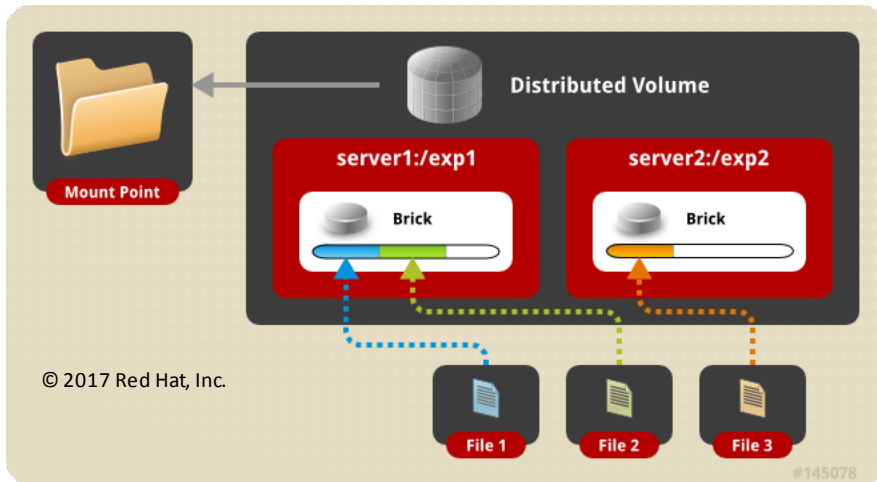 Distributed Volume
Mount Point
server1:/exp1
server2:/exp2
Brick
Brick
© 2017 Red Hat, Inc.
File 1
File 2
File 3
#145078